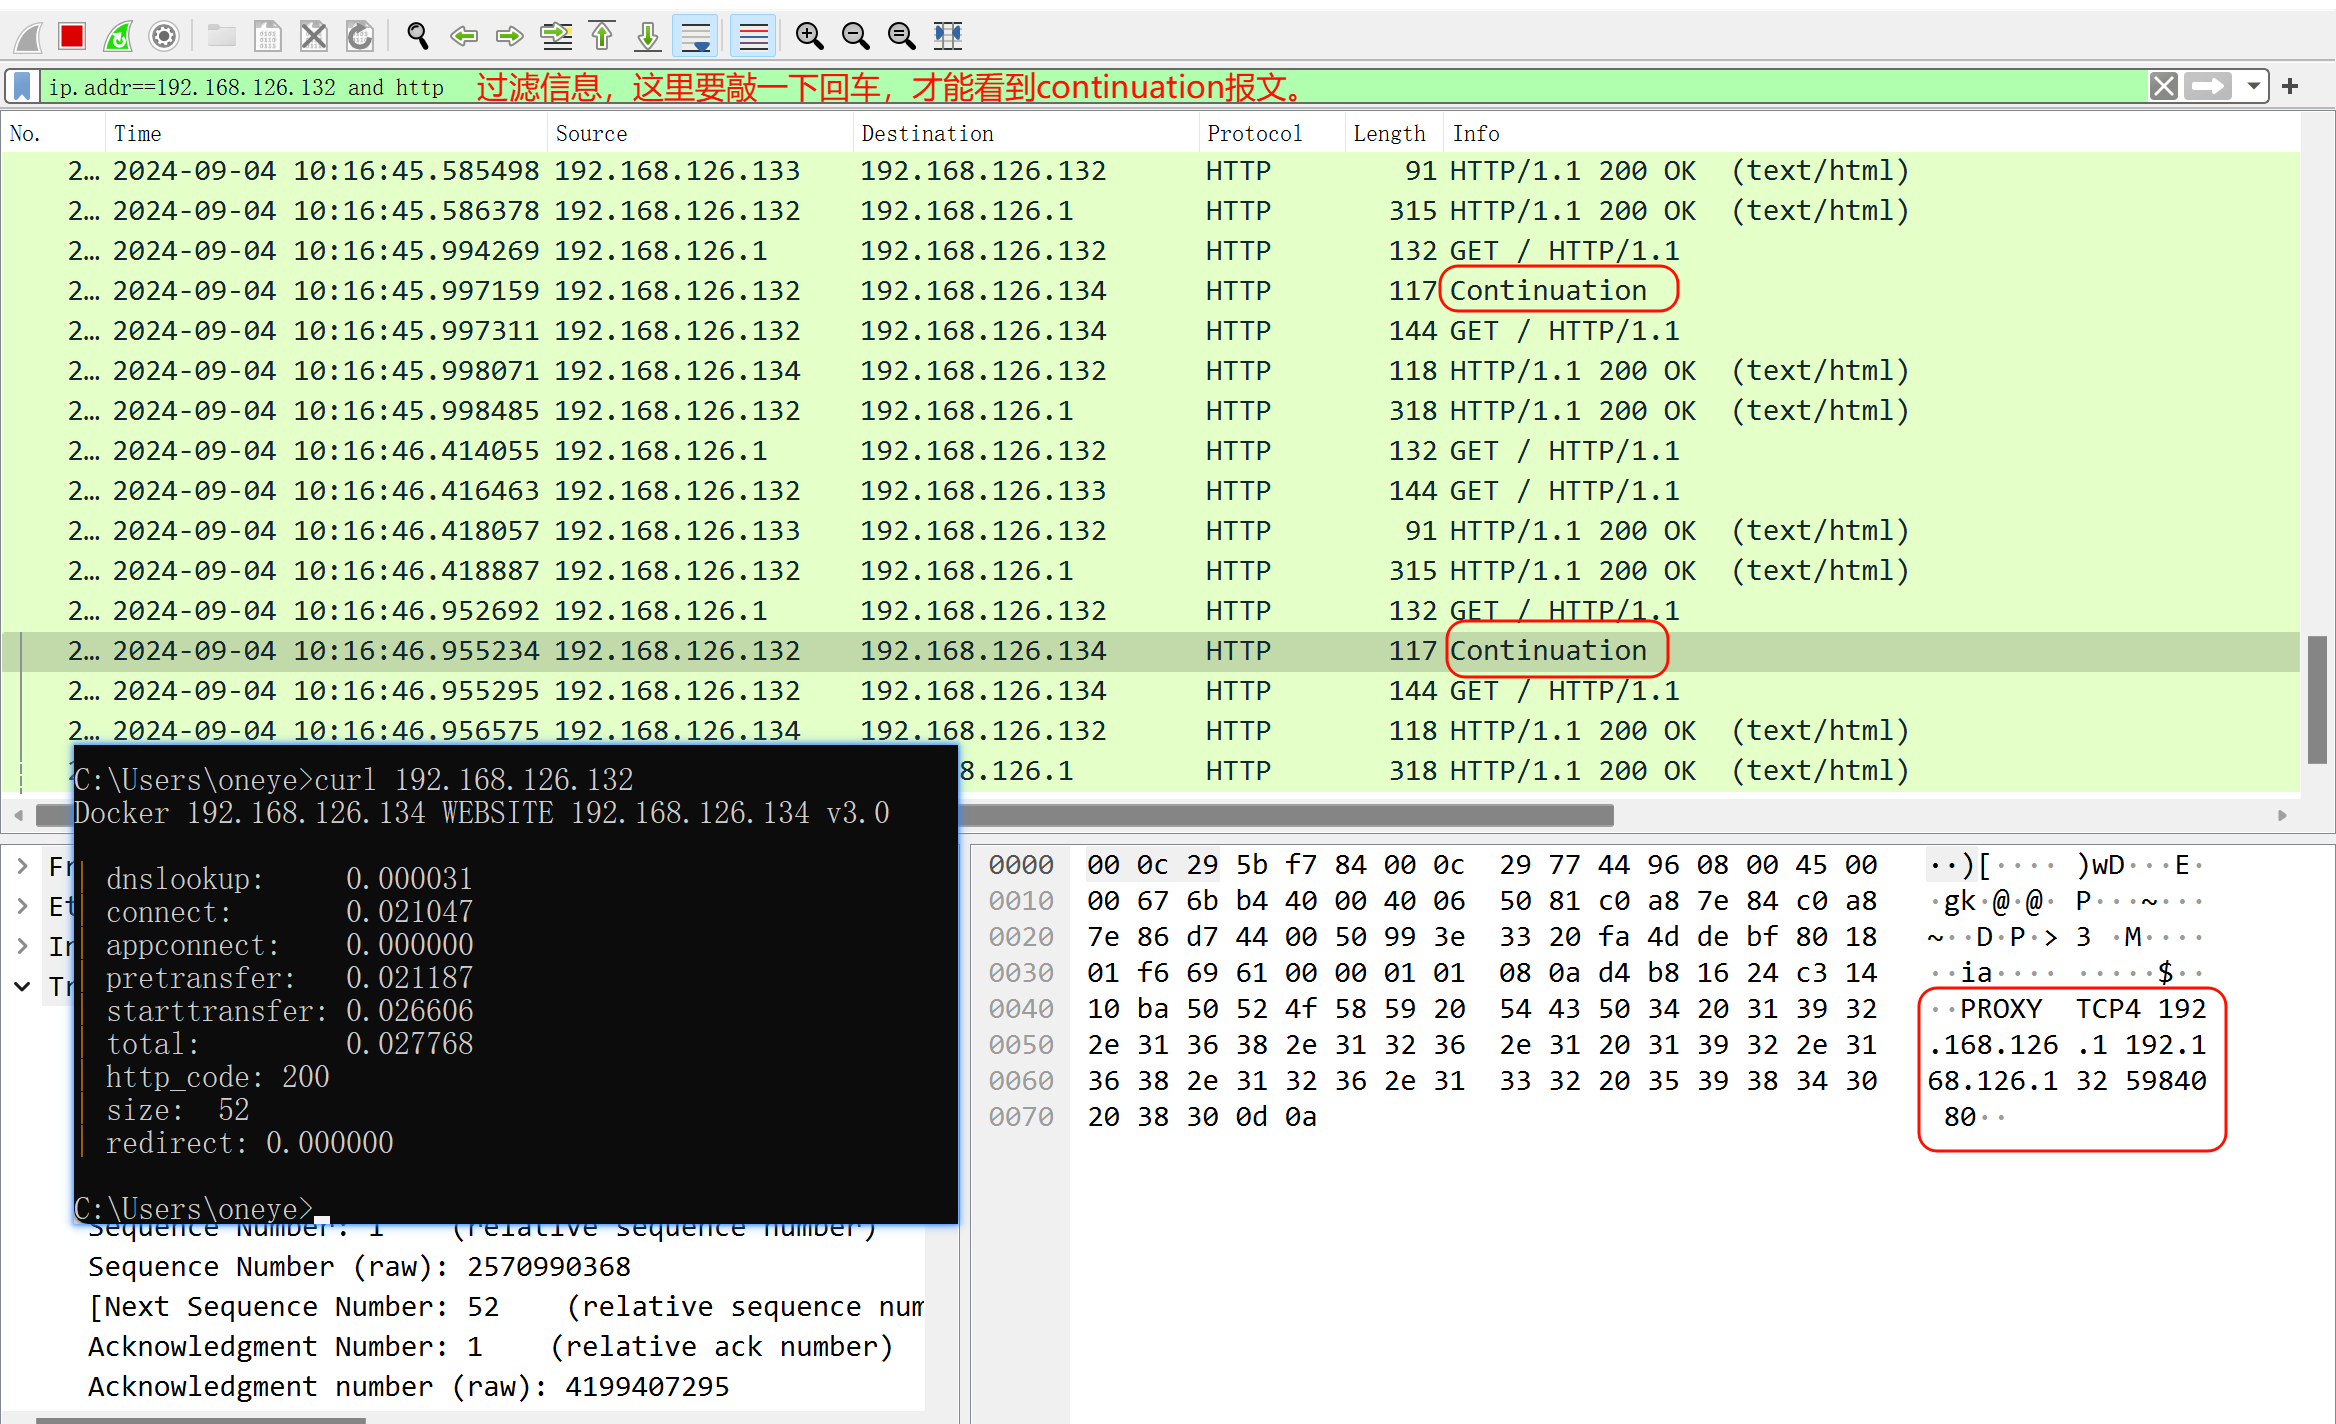 ip.addr==192.168.126.132 and http 过滤信息，这里要敲一下回车，才能看到continuation报文。
No. Time Source Destination Protocol Length Info
2… 2024-09-04 10:16:45.585498 192.168.126.133 192.168.126.132 HTTP 91 HTTP/1.1 200 OK (text/html)
2… 2024-09-04 10:16:45.586378 192.168.126.132 192.168.126.1 HTTP 315 HTTP/1.1 200 OK (text/html)
2… 2024-09-04 10:16:45.994269 192.168.126.1 192.168.126.132 HTTP 132 GET / HTTP/1.1
2… 2024-09-04 10:16:45.997159 192.168.126.132 192.168.126.134 HTTP 117 Continuation
2… 2024-09-04 10:16:45.997311 192.168.126.132 192.168.126.134 HTTP 144 GET / HTTP/1.1
2… 2024-09-04 10:16:45.998071 192.168.126.134 192.168.126.132 HTTP 118 HTTP/1.1 200 OK (text/html)
2… 2024-09-04 10:16:45.998485 192.168.126.132 192.168.126.1 HTTP 318 HTTP/1.1 200 OK (text/html)
2… 2024-09-04 10:16:46.414055 192.168.126.1 192.168.126.132 HTTP 132 GET / HTTP/1.1
2… 2024-09-04 10:16:46.416463 192.168.126.132 192.168.126.133 HTTP 144 GET / HTTP/1.1
2… 2024-09-04 10:16:46.418057 192.168.126.133 192.168.126.132 HTTP 91 HTTP/1.1 200 OK (text/html)
2… 2024-09-04 10:16:46.418887 192.168.126.132 192.168.126.1 HTTP 315 HTTP/1.1 200 OK (text/html)
2… 2024-09-04 10:16:46.952692 192.168.126.1 192.168.126.132 HTTP 132 GET / HTTP/1.1
2… 2024-09-04 10:16:46.955234 192.168.126.132 192.168.126.134 HTTP 117 Continuation
2… 2024-09-04 10:16:46.955295 192.168.126.132 192.168.126.134 HTTP 144 GET / HTTP/1.1
2… 2024-09-04 10:16:46.956575 192.168.126.134 192.168.126.132 HTTP 118 HTTP/1.1 200 OK (text/html)
8.126.1 HTTP 318 HTTP/1.1 200 OK (text/html)
C:\Users\oneye>curl 192.168.126.132
Docker 192.168.126.134 WEBSITE 192.168.126.134 v3.0
| dnslookup: 0.000031
| connect: 0.021047
| appconnect: 0.000000
| pretransfer: 0.021187
| starttransfer: 0.026606
| total: 0.027768
| http_code: 200
| size: 52
| redirect: 0.000000
C:\Users\oneye>
Fr
Et
In
Tr
Sequence Number: 1 (relative sequence number)
Sequence Number (raw): 2570990368
[Next Sequence Number: 52 (relative sequence num
Acknowledgment Number: 1 (relative ack number)
Acknowledgment number (raw): 4199407295
0000 00 0c 29 5b f7 84 00 0c 29 77 44 96 08 00 45 00 ··)[···· )wD···E·
0010 00 67 6b b4 40 00 40 06 50 81 c0 a8 7e 84 c0 a8 ·gk·@·@· P···~···
0020 7e 86 d7 44 00 50 99 3e 33 20 fa 4d de bf 80 18 ~··D·P·> 3 ·M····
0030 01 f6 69 61 00 00 01 01 08 0a d4 b8 16 24 c3 14 ··ia···· ·····$··
0040 10 ba 50 52 4f 58 59 20 54 43 50 34 20 31 39 32 ··PROXY TCP4 192
0050 2e 31 36 38 2e 31 32 36 2e 31 20 31 39 32 2e 31 .168.126 .1 192.1
0060 36 38 2e 31 32 36 2e 31 33 32 20 35 39 38 34 30 68.126.1 32 59840
0070 20 38 30 0d 0a 80··